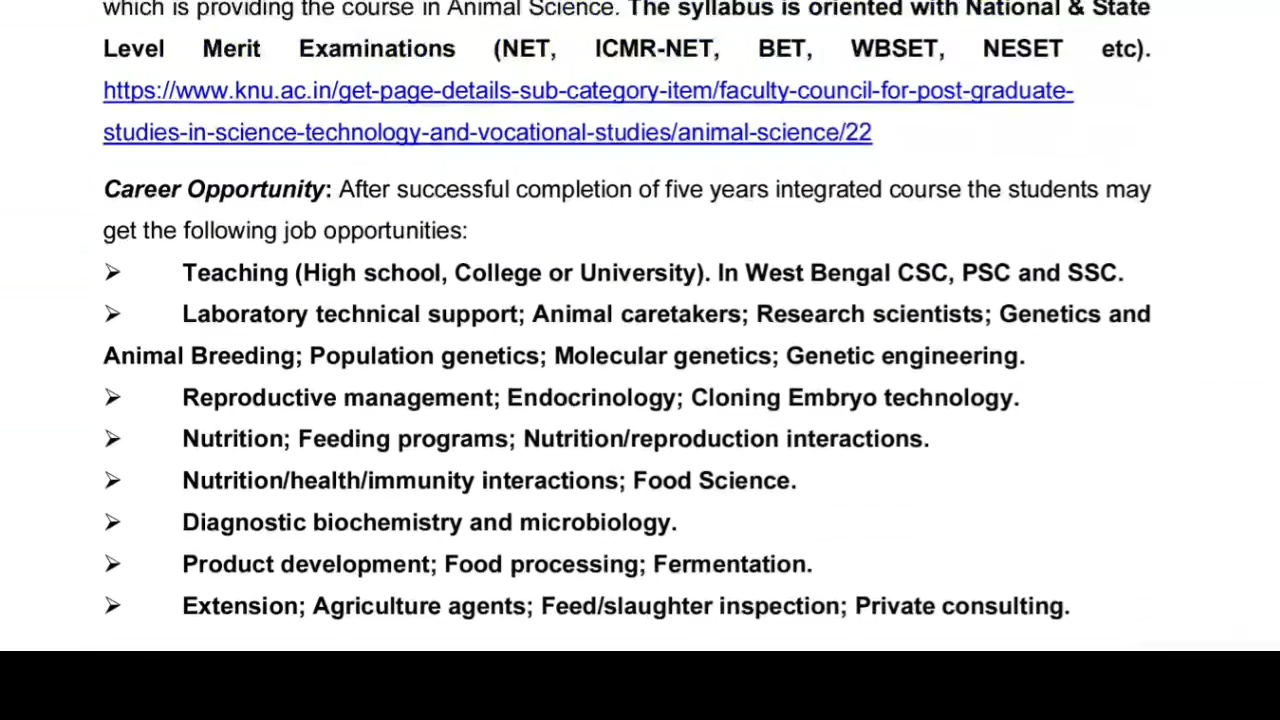 which is providing the course in Animal Science. The syllabus is oriented with National & State
Level Merit Examinations (NET, ICMR-NET, BET, WBSET, NESET etc).
https://www.knu.ac.in/get-page-details-sub-category-item/faculty-council-for-post-graduate-
studies-in-science-technology-and-vocational-studies/animal-science/22
Career Opportunity: After successful completion of five years integrated course the students may
get the following job opportunities:
➢ Teaching (High school, College or University). In West Bengal CSC, PSC and SSC.
➢ Laboratory technical support; Animal caretakers; Research scientists; Genetics and
Animal Breeding; Population genetics; Molecular genetics; Genetic engineering.
➢ Reproductive management; Endocrinology; Cloning Embryo technology.
➢ Nutrition; Feeding programs; Nutrition/reproduction interactions.
➢ Nutrition/health/immunity interactions; Food Science.
➢ Diagnostic biochemistry and microbiology.
➢ Product development; Food processing; Fermentation.
➢ Extension; Agriculture agents; Feed/slaughter inspection; Private consulting.